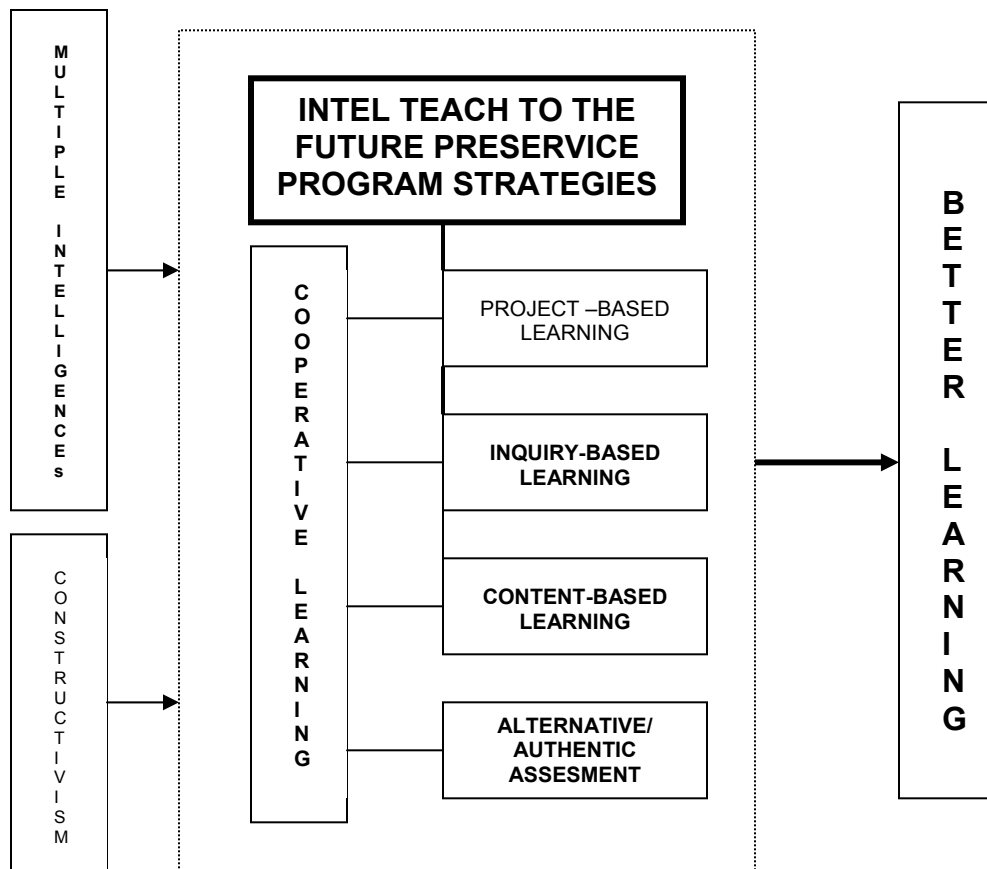 MULTIPLE INTELLIGENCEs
CONSTRUCTIVISM
INTEL TEACH TO THE
FUTURE PRESERVICE
PROGRAM STRATEGIES
COOPERATIVE LEARNING
PROJECT –BASED
LEARNING
INQUIRY-BASED
LEARNING
CONTENT-BASED
LEARNING
ALTERNATIVE/
AUTHENTIC
ASSESMENT
BETTER LEARNING